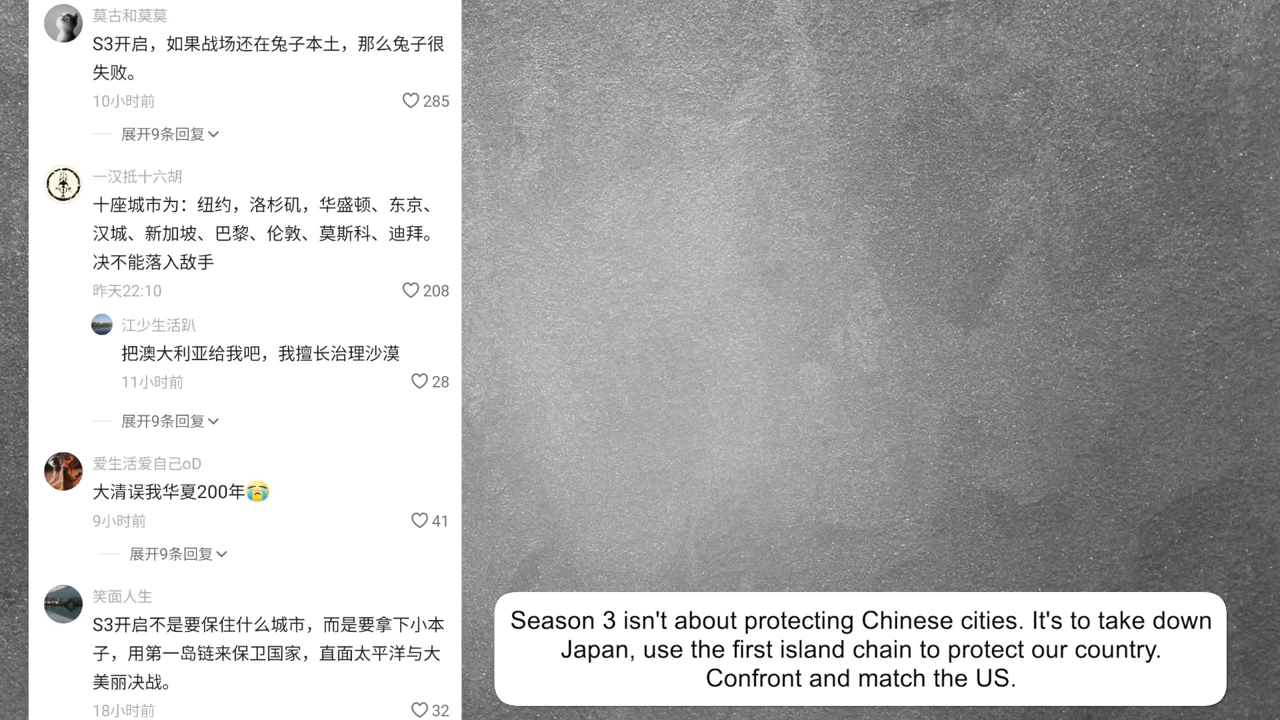 莫古和莫莫
S3开启，如果战场还在兔子本土，那么兔子很
失败。
10小时前
285
展开9条回复
一汉抵十六胡
十座城市为：纽约，洛杉矶，华盛顿、东京、
汉城、新加坡、巴黎、伦敦、莫斯科、迪拜。
决不能落入敌手
昨天22:10
208
江少生活趴
把澳大利亚给我吧，我擅长治理沙漠
11小时前
28
展开9条回复
爱生活爱自己oD
大清误我华夏200年😭
9小时前
41
展开9条回复
笑面人生
S3开启不是要保住什么城市，而是要拿下小本
子，用第一岛链来保卫国家，直面太平洋与大
美丽决战。
18小时前
32
Season 3 isn't about protecting Chinese cities. It's to take down
Japan, use the first island chain to protect our country.
Confront and match the US.